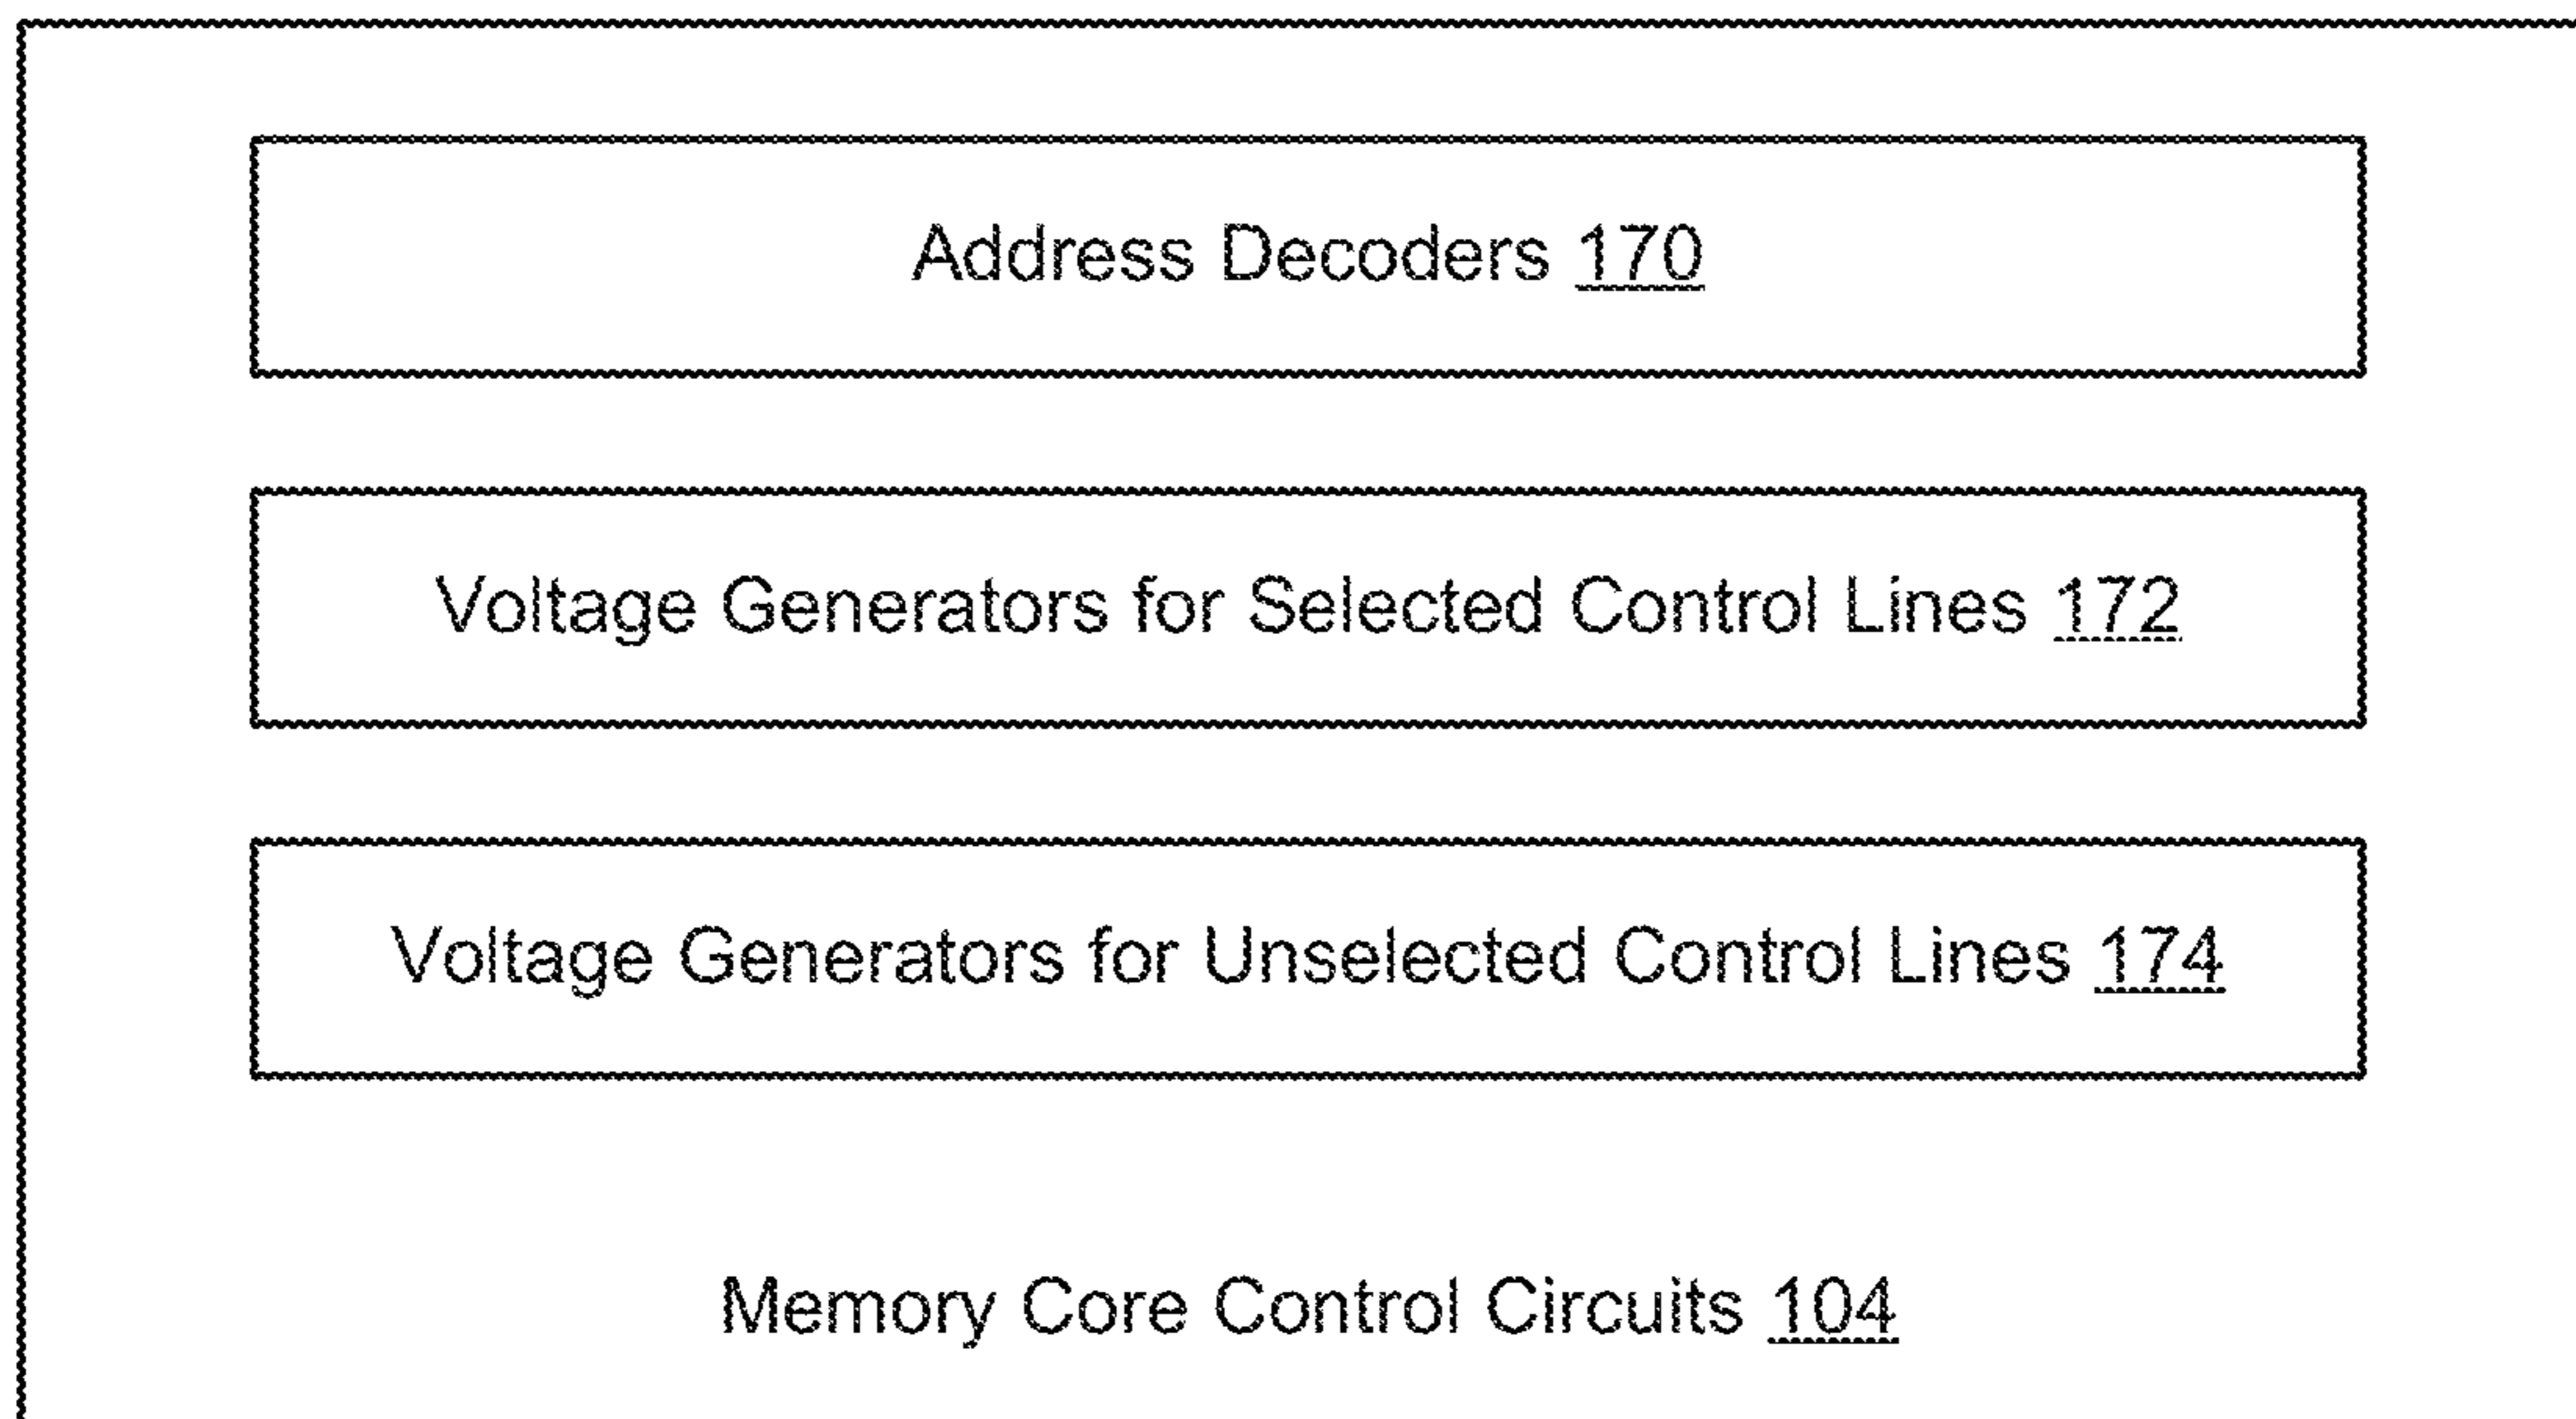 Address Decoders 170
Voltage Generators for Selected Control Lines 172
Voltage Generators for Unselected Control Lines 174
Memory Core Control Circuits 104